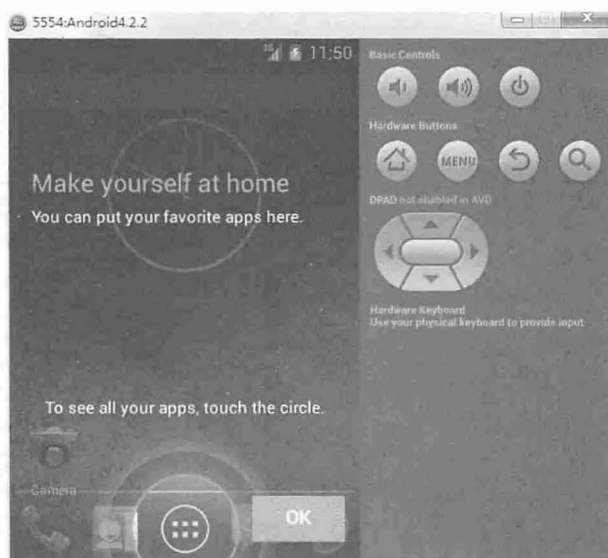 5554:Android4.2.2
11:50
Make yourself at home
You can put your favorite apps here.
To see all your apps, touch the circle.
Camera
OK
Basic Controls
Hardware Buttons
MENU
DPAD not enabled in AVD
Hardware Keyboard
Use your physical keyboard to provide input